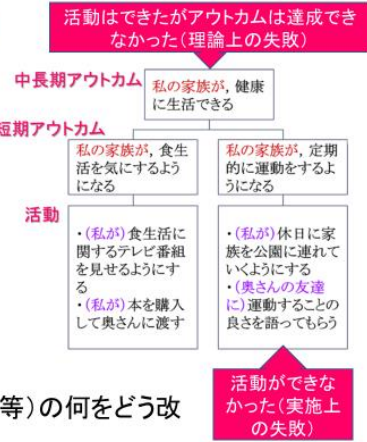 活動はできたがアウトカムは達成でき
なかった(理論上の失敗)
中長期アウトカム
私の家族が, 健康
に生活できる
短期アウトカム
私の家族が, 食生
活を気にするよう
になる
私の家族が, 定期
的に運動をするよ
うになる
活動
・(私が)食生活に
関するテレビ番組
を見せるようにす
る
・(私が)本を購入
して奥さんに渡す
・(私が)休日に家
族を公園に連れて
いくようにする
・(奥さんの友達
に)運動することの
良さを語ってもらう
等)の何をどう改
活動ができな
かった(実施上
の失敗)